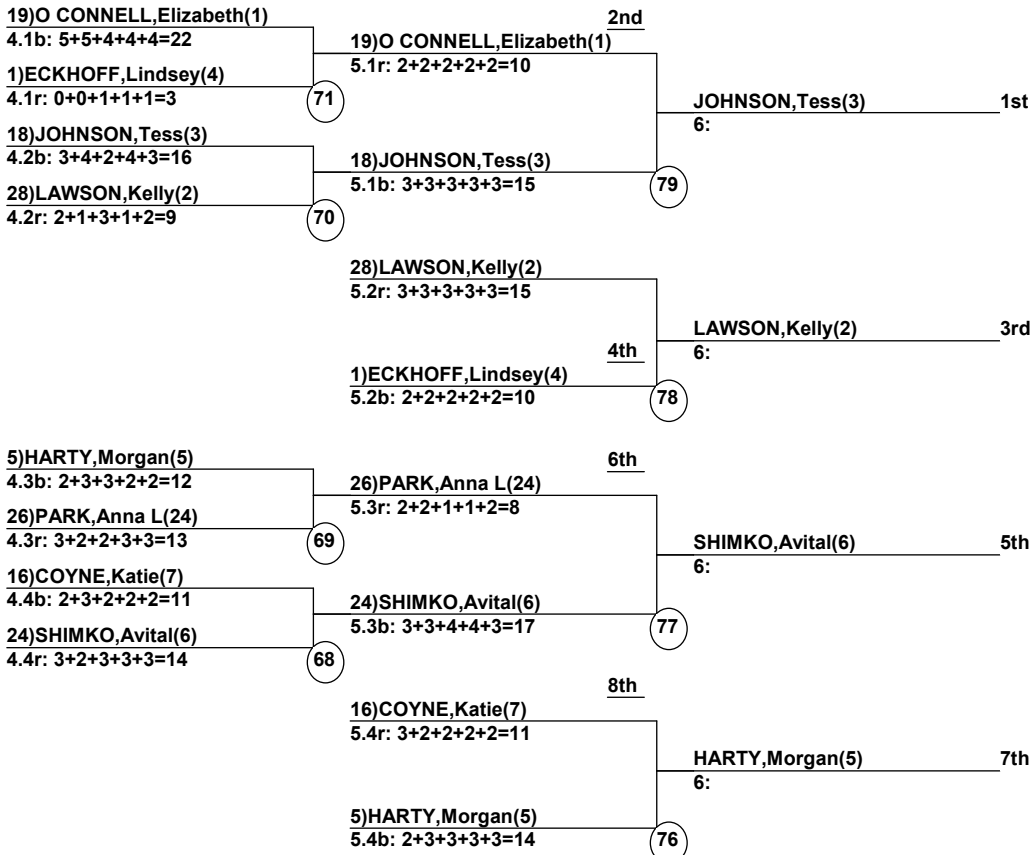 19)O CONNELL,Elizabeth(1)
4.1b: 5+5+4+4+4=22
1)ECKHOFF,Lindsey(4)
4.1r: 0+0+1+1+1=3
71
18)JOHNSON,Tess(3)
4.2b: 3+4+2+4+3=16
28)LAWSON,Kelly(2)
4.2r: 2+1+3+1+2=9
70
2nd
19)O CONNELL,Elizabeth(1)
5.1r: 2+2+2+2+2=10
18)JOHNSON,Tess(3)
5.1b: 3+3+3+3+3=15
79
JOHNSON,Tess(3) 1st
6:
28)LAWSON,Kelly(2)
5.2r: 3+3+3+3+3=15
4th
1)ECKHOFF,Lindsey(4)
5.2b: 2+2+2+2+2=10
78
LAWSON,Kelly(2) 3rd
6:
5)HARTY,Morgan(5)
4.3b: 2+3+3+2+2=12
26)PARK,Anna L(24)
4.3r: 3+2+2+3+3=13
69
16)COYNE,Katie(7)
4.4b: 2+3+2+2+2=11
24)SHIMKO,Avital(6)
4.4r: 3+2+3+3+3=14
68
6th
26)PARK,Anna L(24)
5.3r: 2+2+1+1+2=8
24)SHIMKO,Avital(6)
5.3b: 3+3+4+4+3=17
77
SHIMKO,Avital(6) 5th
6:
8th
16)COYNE,Katie(7)
5.4r: 3+2+2+2+2=11
5)HARTY,Morgan(5)
5.4b: 2+3+3+3+3=14
76
HARTY,Morgan(5) 7th
6: